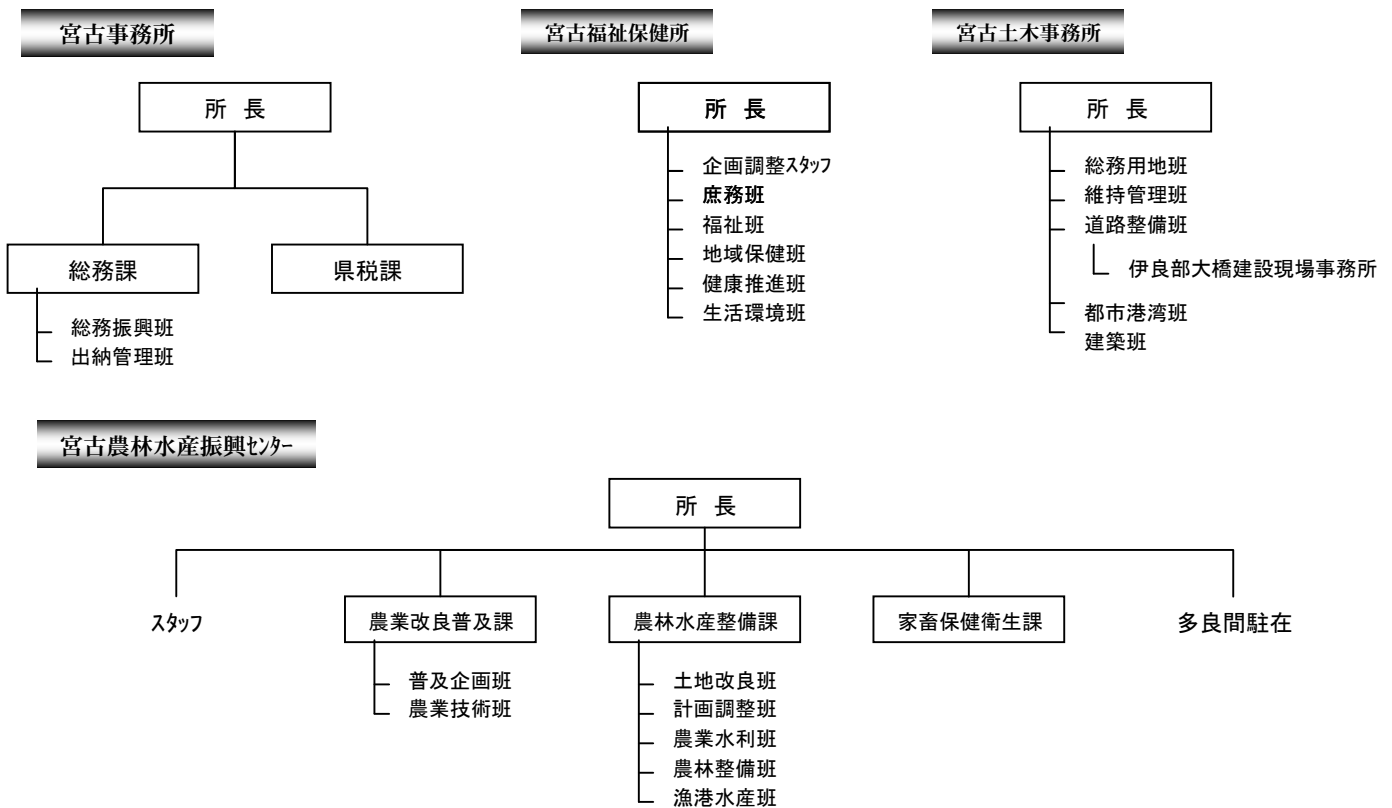 宮古事務所
所 長
総務課
県税課
総務振興班
出納管理班
宮古福祉保健所
所 長
企画調整スタッフ
庶務班
福祉班
地域保健班
健康推進班
生活環境班
宮古土木事務所
所 長
総務用地班
維持管理班
道路整備班
伊良部大橋建設現場事務所
都市港湾班
建築班
宮古農林水産振興センター
所 長
スタッフ
農業改良普及課
農林水産整備課
家畜保健衛生課
多良間駐在
普及企画班
農業技術班
土地改良班
計画調整班
農業水利班
農林整備班
漁港水産班